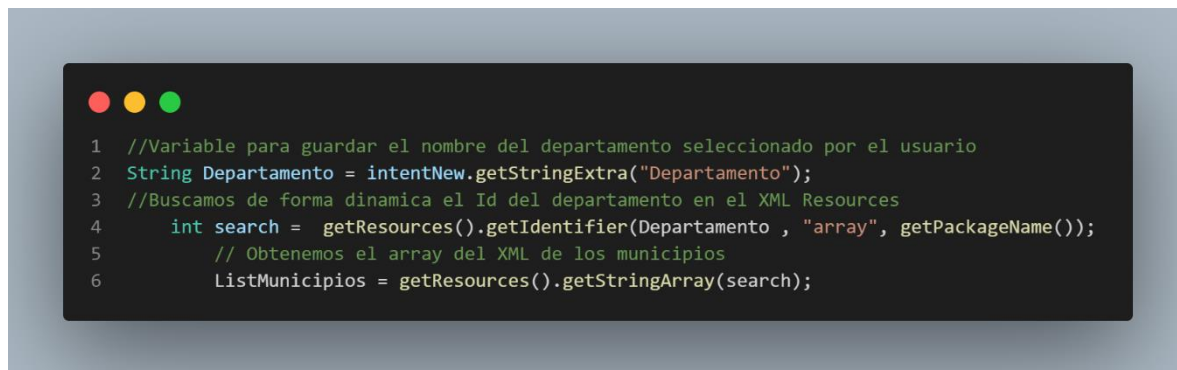 1 //Variable para guardar el nombre del departamento seleccionado por el usuario
2 String Departamento = intentNew.getStringExtra("Departamento");
3 //Buscamos de forma dinamica el Id del departamento en el XML Resources
4     int search =  getResources().getIdentifier(Departamento , "array", getPackageName());
5         // Obtenemos el array del XML de los municipios
6         ListMunicipios = getResources().getStringArray(search);